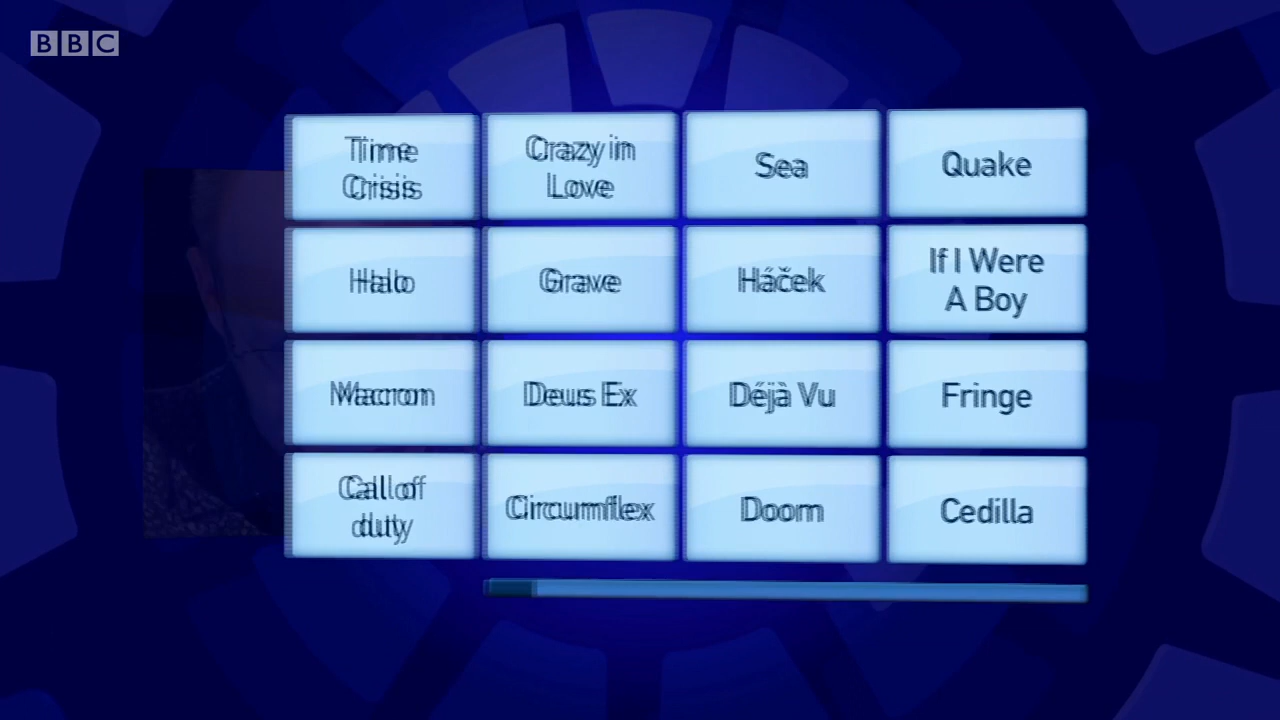 BBC
Time
Crisis
Crazy in
Love
Sea
Quake
Halo
Grave
Háček
If I Were
A Boy
Macron
Deus Ex
Déjà Vu
Fringe
Call of
duty
Circumflex
Doom
Cedilla